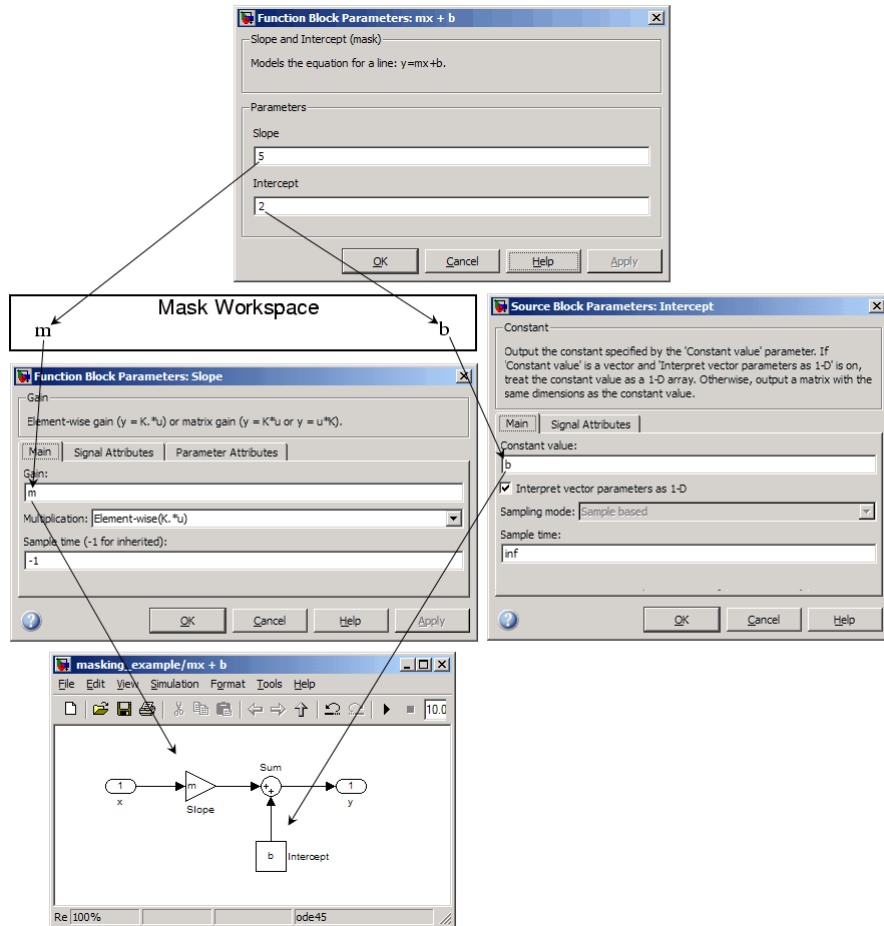 Function Block Parameters: mx + b
Slope and Intercept (mask)
Models the equation for a line: y=mx+b.
Parameters
Slope
5
Intercept
2
OK Cancel Help Apply
Mask Workspace
m b
Function Block Parameters: Slope
Gain
Element-wise gain (y = K.*u) or matrix gain (y = K*u or y = u*K).
Main Signal Attributes Parameter Attributes
Gain:
m
Multiplication: Element-wise(K.*u)
Sample time (-1 for inherited):
-1
OK Cancel Help Apply
Source Block Parameters: Intercept
Constant
Output the constant specified by the 'Constant value' parameter. If
'Constant value' is a vector and 'Interpret vector parameters as 1-D' is on,
treat the constant value as a 1-D array. Otherwise, output a matrix with the
same dimensions as the constant value.
Main Signal Attributes
Constant value:
b
Interpret vector parameters as 1-D
Sampling mode: Sample based
Sample time:
inf
OK Cancel Help
masking_example/mx + b
File Edit View Simulation Format Tools Help
10.0
1
x
m
Slope
Sum
1
y
b
Intercept
Re 100% ode45